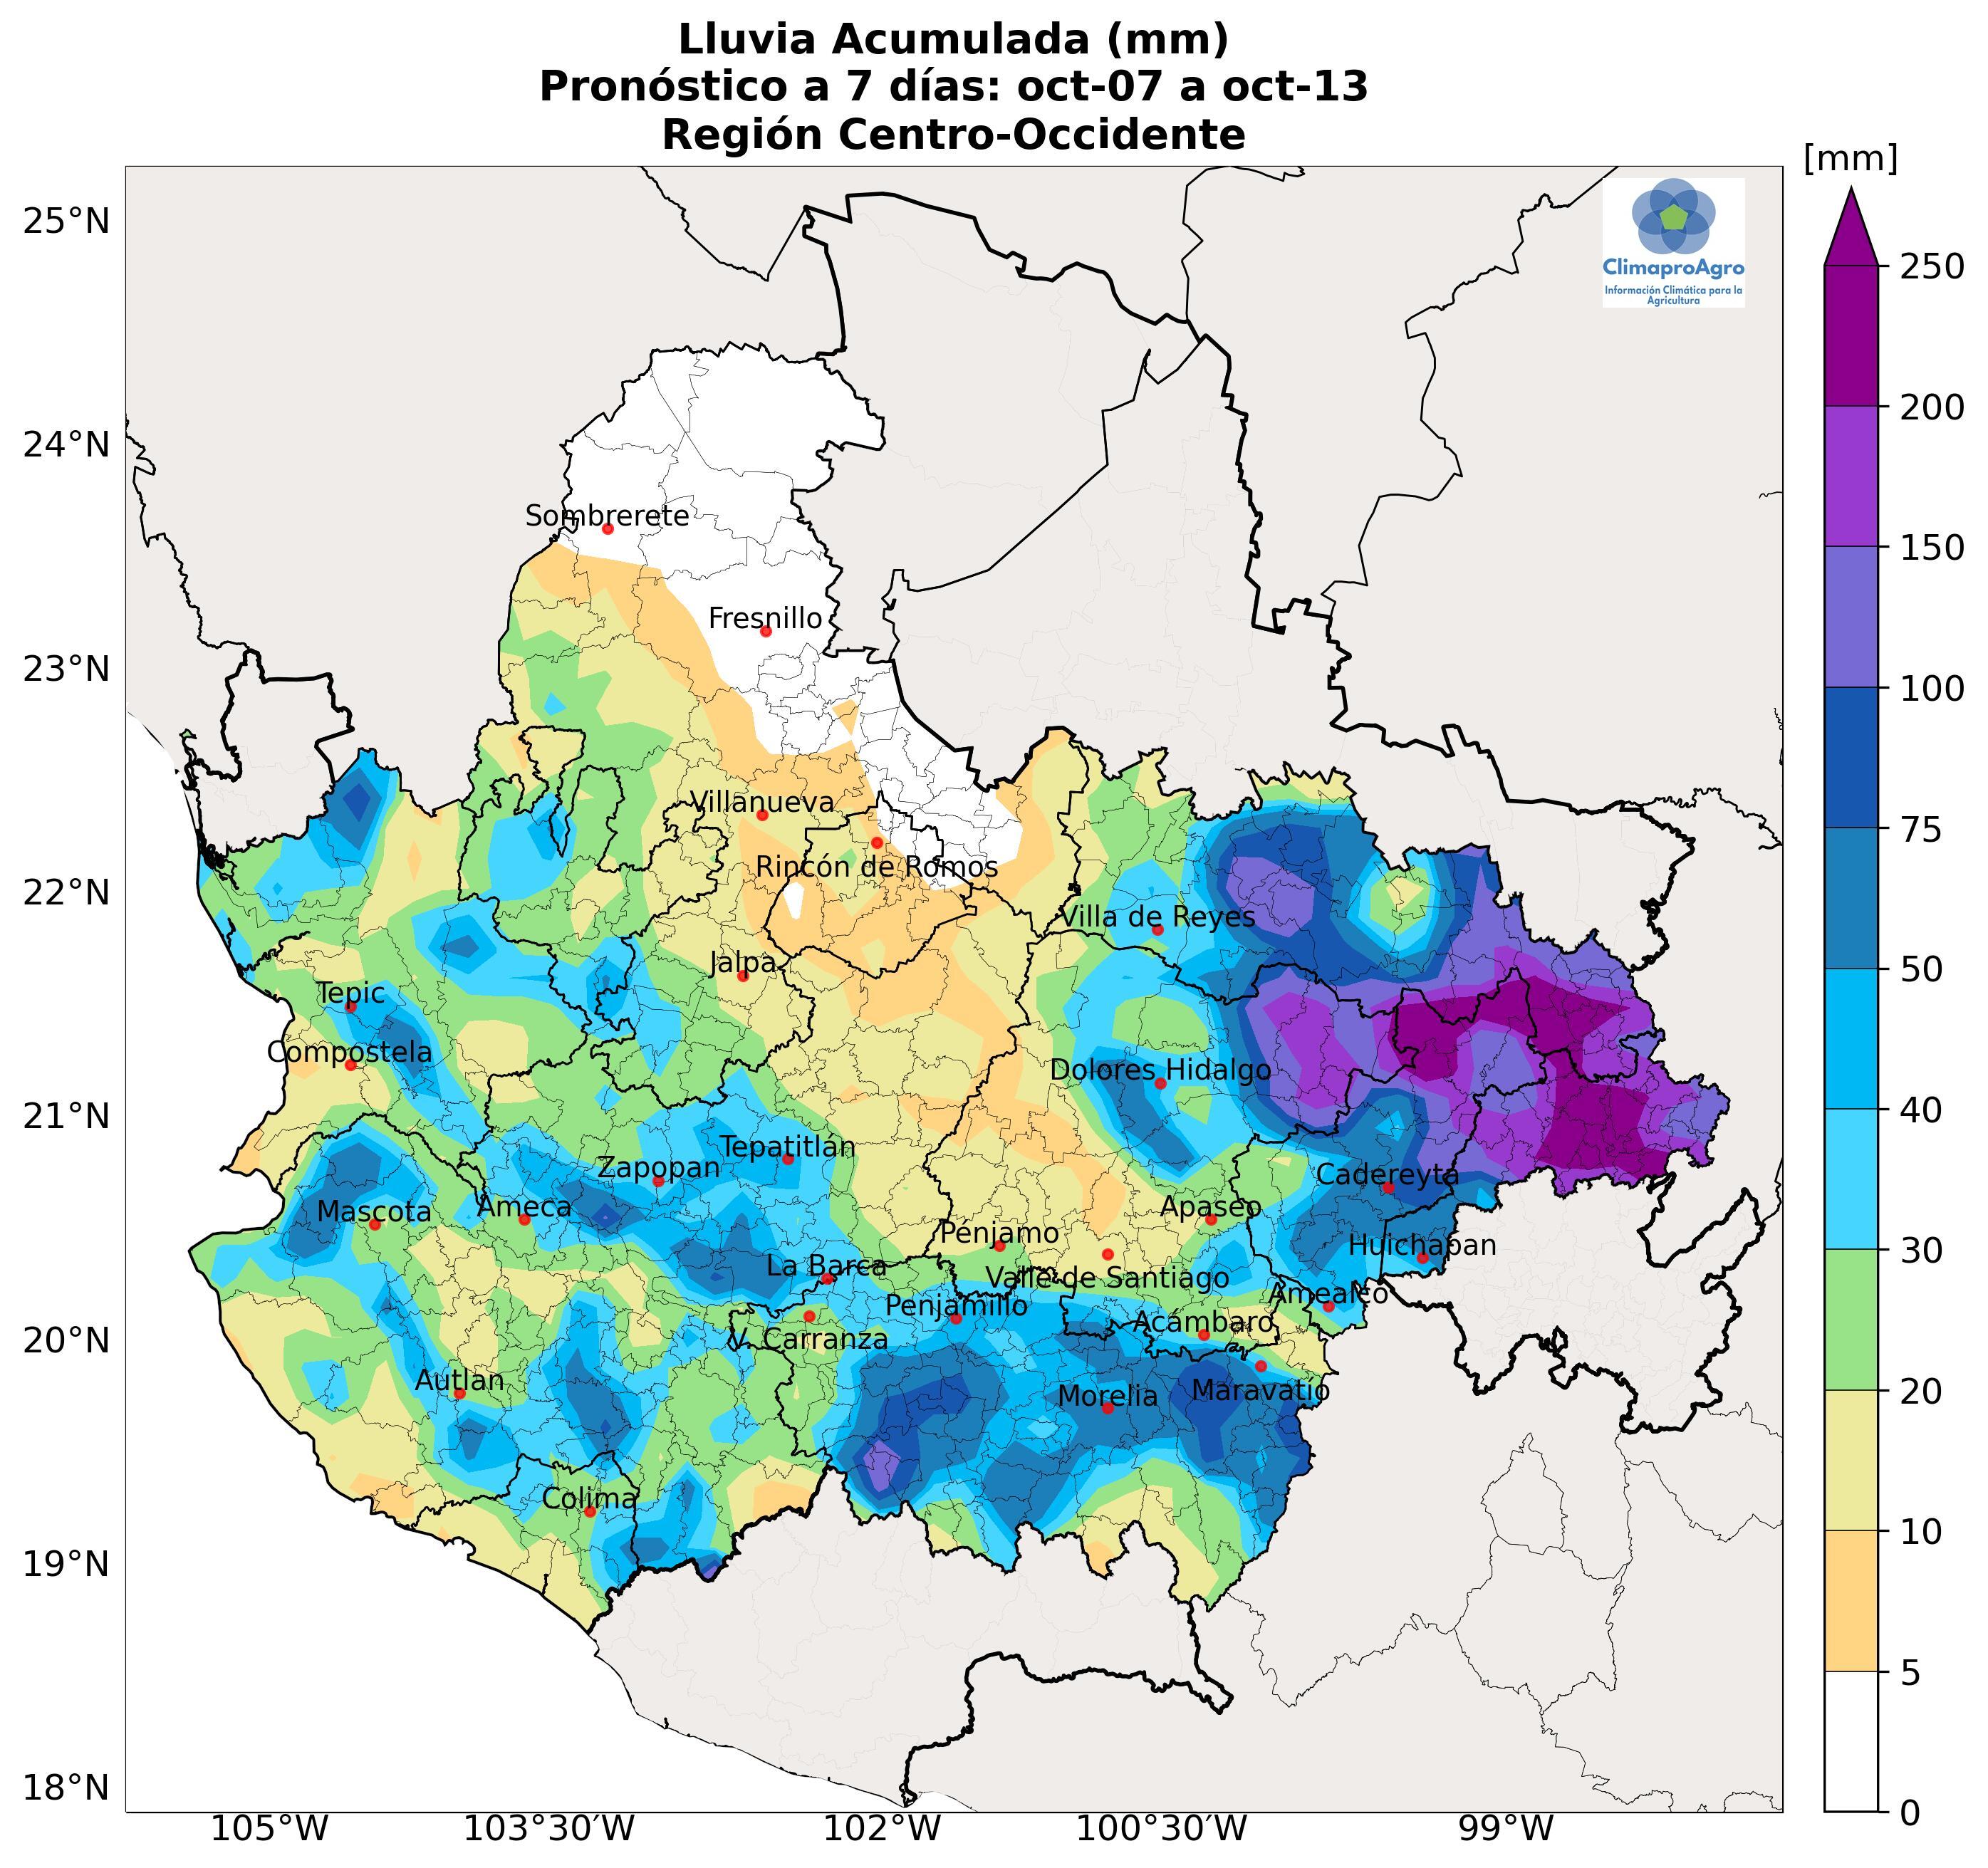 Lluvia Acumulada (mm)
Pronóstico a 7 días: oct-07 a oct-13
Región Centro-Occidente
[mm]
ClimaproAgro
Información Climática para la
Agricultura
25°N
24°N
23°N
22°N
21°N
20°N
19°N
18°N
Sombrerete
Fresnillo
Villanueva
Rincón de Romos
Villa de Reyes
Jalpa
Tepic
Compostela
Dolores Hidalgo
Tepatitlán
Zapopan
Cadereyta
Mascota
Ameca
Apaseo
Pénjamo
Huichapan
La Barca
Valle de Santiago
Amealco
Penjamillo
Acámbaro
V. Carranza
Autlan
Morelia
Maravatío
Colima
105°W
103°30'W
102°W
100°30'W
99°W
250
200
150
100
75
50
40
30
20
10
5
0